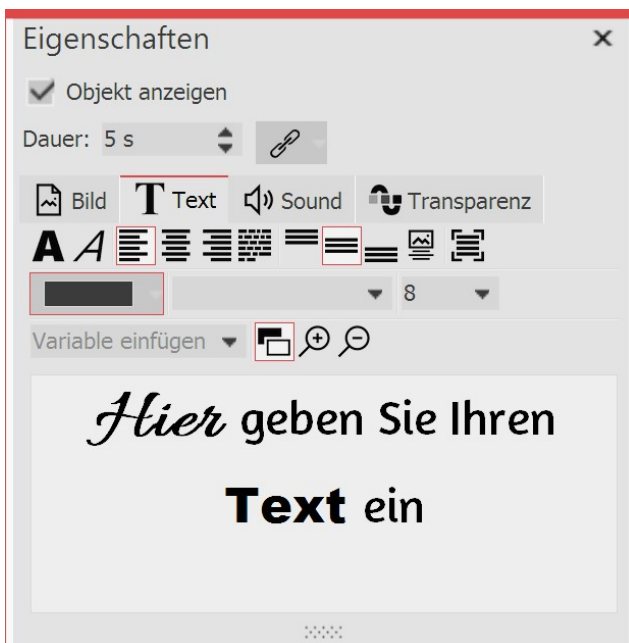 Eigenschaften
Objekt anzeigen
Dauer: 5 s
Bild Text Sound Transparenz
8
Variable einfügen
Hier geben Sie Ihren
Text ein